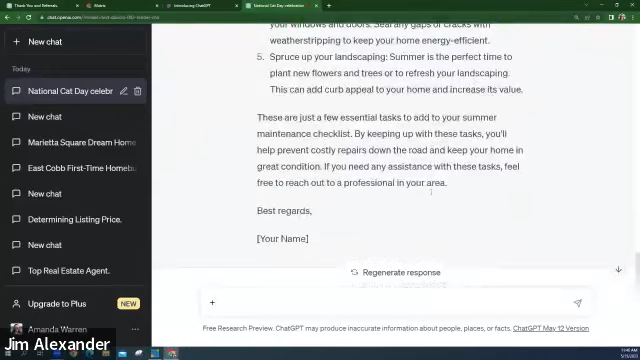 Thank You and Referrals
Matrix
Introducing ChatGPT
National Cat Day celebration
New chat
Today
National Cat Day celebr
New chat
Marietta Square Dream Home
East Cobb First-Time Homebu
New chat
Determining Listing Price.
New chat
Top Real Estate Agent.
Upgrade to Plus
NEW
Amanda Warren
Jim Alexander
your windows and doors. Seal any gaps or cracks with
weatherstripping to keep your home energy-efficient.
5. Spruce up your landscaping: Summer is the perfect time to
plant new flowers and trees or to refresh your landscaping.
This can add curb appeal to your home and increase its value.
These are just a few essential tasks to add to your summer
maintenance checklist. By keeping up with these tasks, you'll
help prevent costly repairs down the road and keep your home in
great condition. If you need any assistance with these tasks, feel
free to reach out to a professional in your area.
Best regards,
[Your Name]
Regenerate response
+
Free Research Preview. ChatGPT may produce inaccurate information about people, places, or facts. ChatGPT May 12 Version